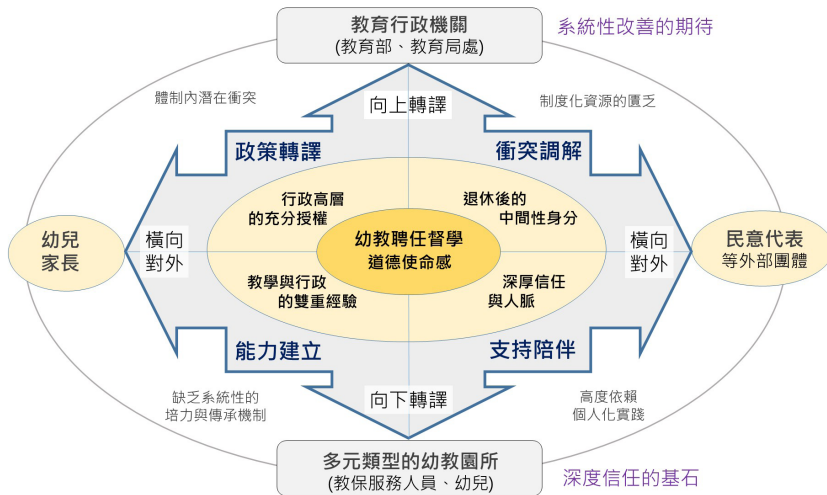 教育行政機關
(教育部、教育局處)
系統性改善的期待
體制內潛在衝突
向上轉譯
制度化資源的匱乏
政策轉譯
衝突調解
行政高層
的充分授權
退休後的
中間性身分
幼兒
家長
橫向
對外
幼教聘任督學
道德使命感
橫向
對外
民意代表
等外部團體
教學與行政
的雙重經驗
深厚信任
與人脈
能力建立
支持陪伴
缺乏系統性的
培力與傳承機制
向下轉譯
高度依賴
個人化實踐
多元類型的幼教園所
(教保服務人員、幼兒)
深度信任的基石